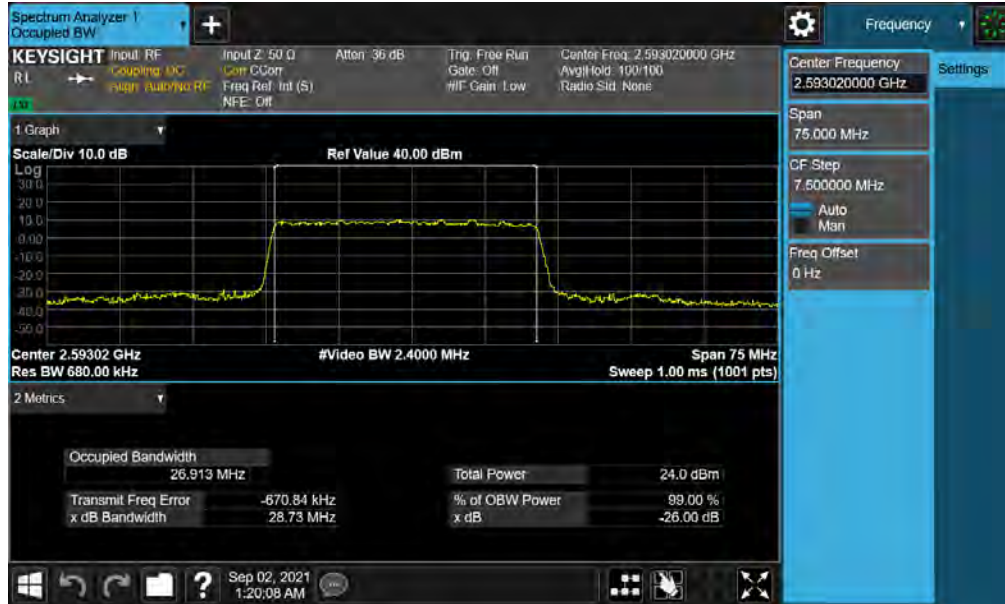 Spectrum Analyzer 1
Occupied BW
Frequency
KEYSIGHT Input: RF
Coupling: DC
Align: Auto/No RF
RL
Input Z: 50 Ω
Corr CCorr
Freq Ref: Int (S)
NFE: Off
Atten: 36 dB
Trig: Free Run
Gate: Off
#IF Gain: Low
Center Freq: 2.593020000 GHz
Avg|Hold: 100/100
Radio Std: None
Center Frequency
2.593020000 GHz
Settings
Span
75.000 MHz
CF Step
7.500000 MHz
Auto
Man
Freq Offset
0 Hz
1 Graph
Scale/Div 10.0 dB
Ref Value 40.00 dBm
Log
30.0
20.0
10.0
0.00
-10.0
-20.0
-30.0
-40.0
-50.0
Center 2.59302 GHz
#Video BW 2.4000 MHz
Span 75 MHz
Res BW 680.00 kHz
Sweep 1.00 ms (1001 pts)
2 Metrics
Occupied Bandwidth
26.913 MHz
Total Power 24.0 dBm
Transmit Freq Error -670.84 kHz
% of OBW Power 99.00 %
x dB Bandwidth 28.73 MHz
x dB -26.00 dB
Sep 02, 2021
1:20:08 AM